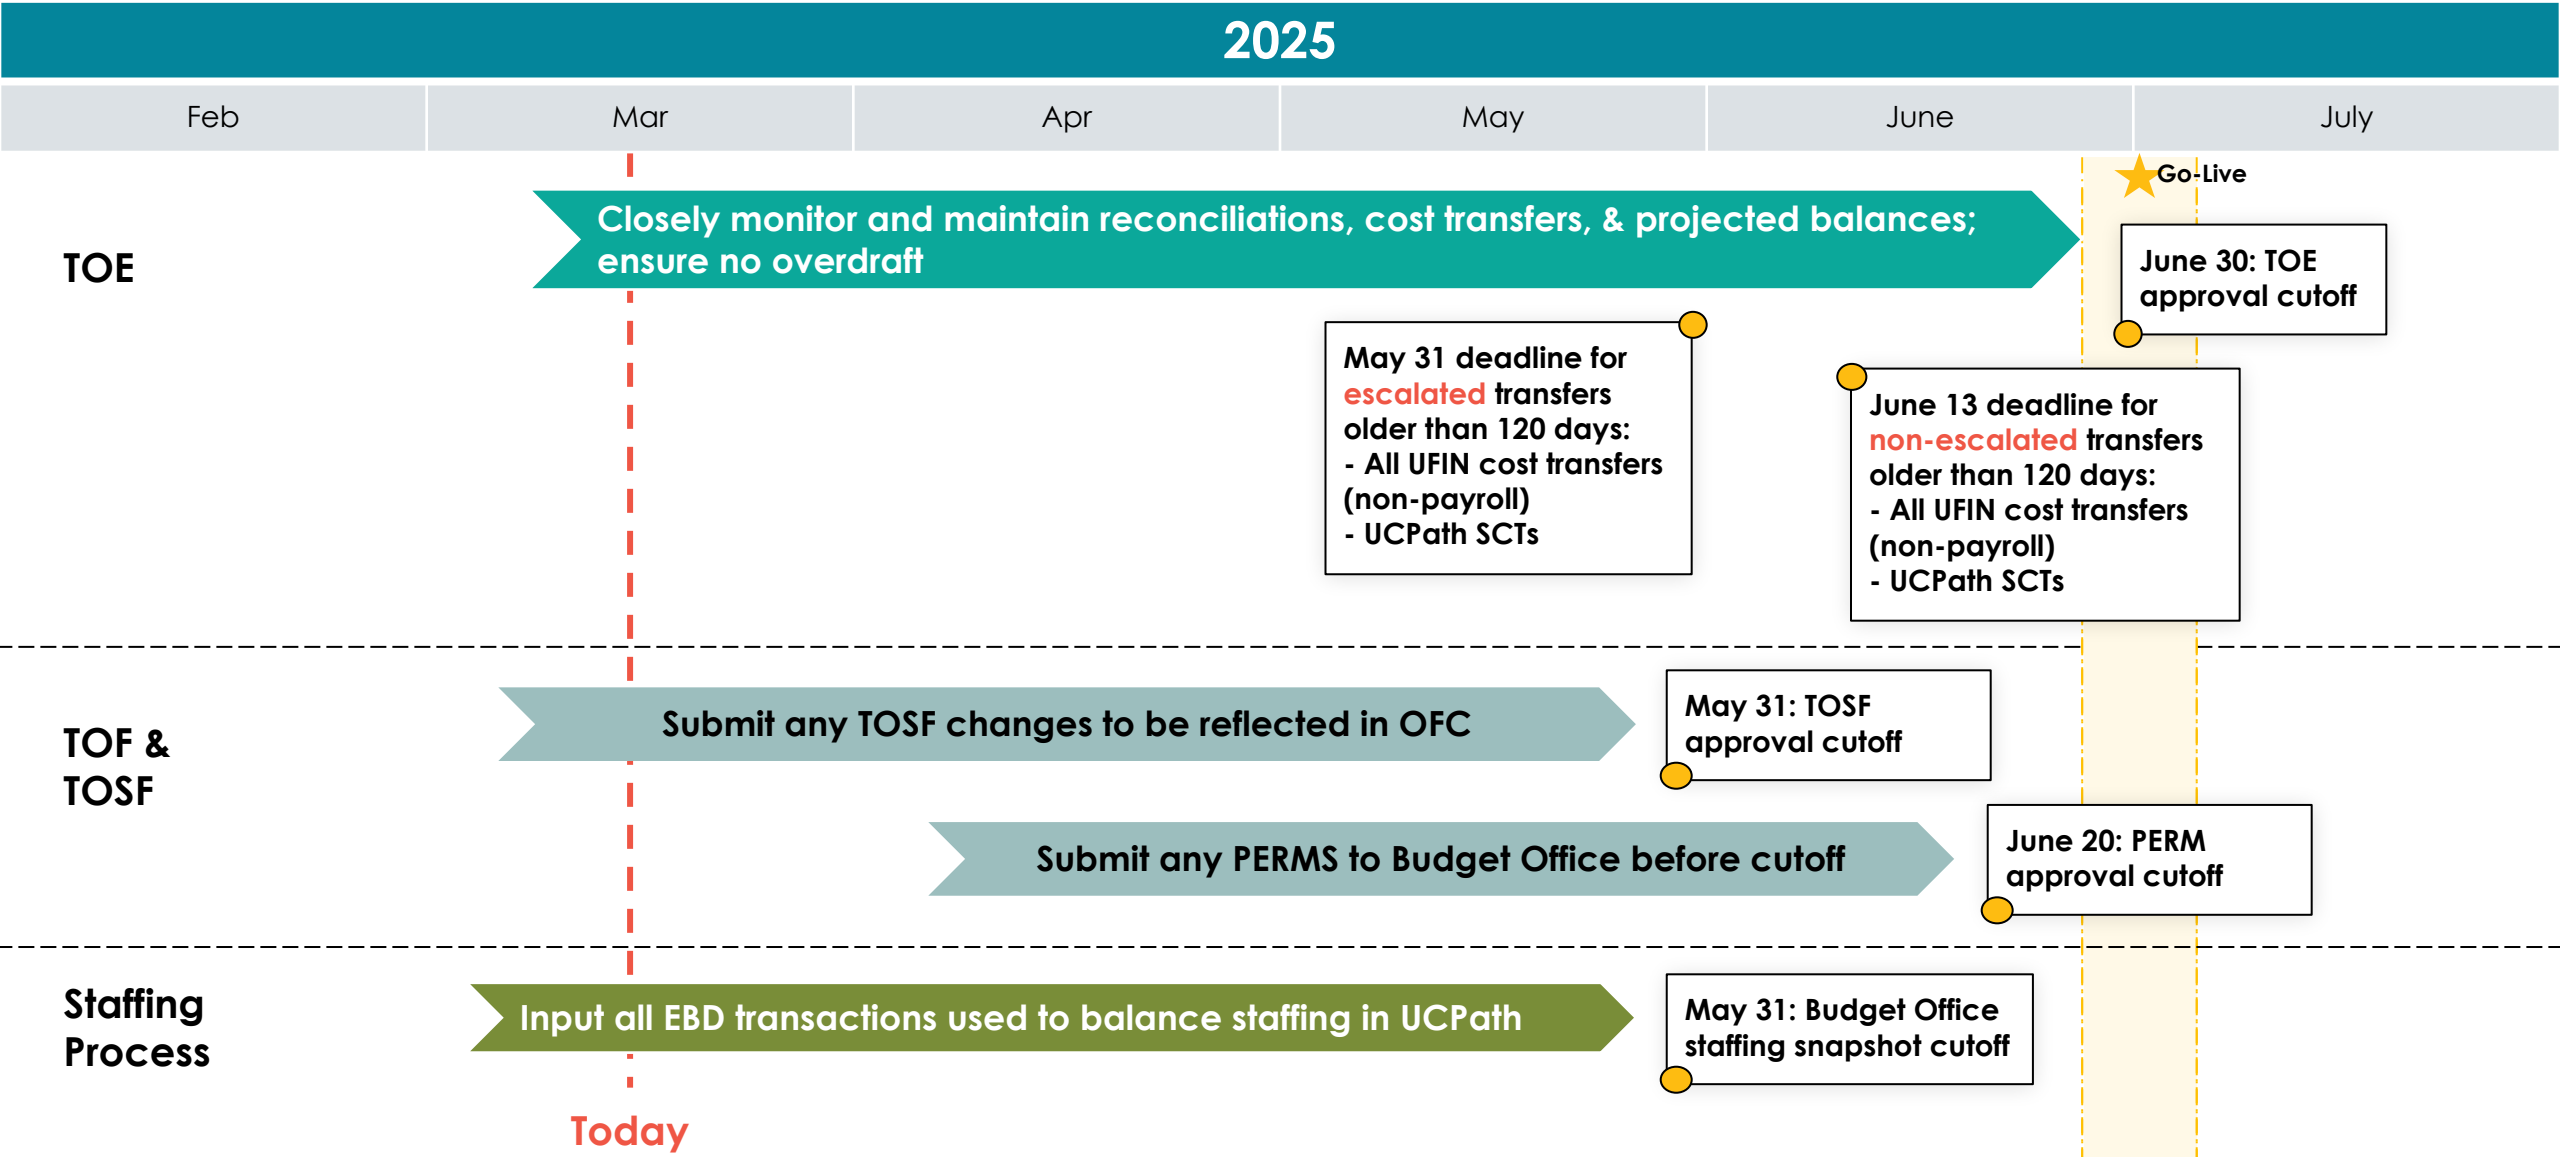 2025
Feb
Mar
Apr
May
June
July
Go-Live
TOE
Closely monitor and maintain reconciliations, cost transfers, & projected balances;
ensure no overdraft
June 30: TOE
approval cutoff
May 31 deadline for
escalated transfers
older than 120 days:
- All UFIN cost transfers
(non-payroll)
- UCPath SCTs
June 13 deadline for
non-escalated transfers
older than 120 days:
- All UFIN cost transfers
(non-payroll)
- UCPath SCTs
TOF &
TOSF
Submit any TOSF changes to be reflected in OFC
May 31: TOSF
approval cutoff
Submit any PERMS to Budget Office before cutoff
June 20: PERM
approval cutoff
Staffing
Process
Input all EBD transactions used to balance staffing in UCPath
May 31: Budget Office
staffing snapshot cutoff
Today